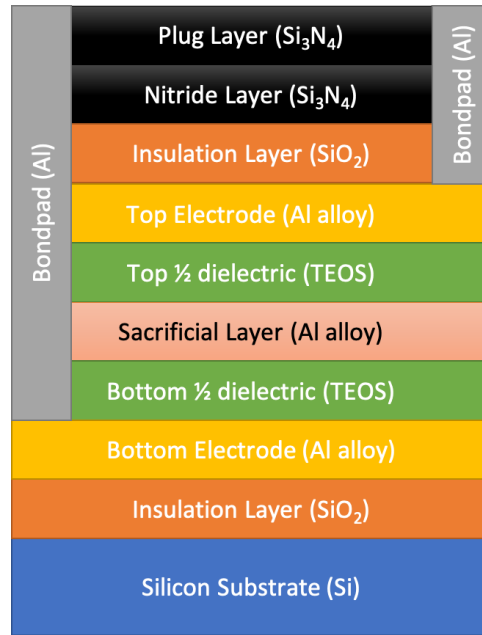 Plug Layer (Si₃N₄)
Nitride Layer (Si₃N₄)
Insulation Layer (SiO₂)
Top Electrode (Al alloy)
Top ½ dielectric (TEOS)
Sacrificial Layer (Al alloy)
Bottom ½ dielectric (TEOS)
Bottom Electrode (Al alloy)
Insulation Layer (SiO₂)
Silicon Substrate (Si)
Bondpad (Al)
Bondpad (Al)